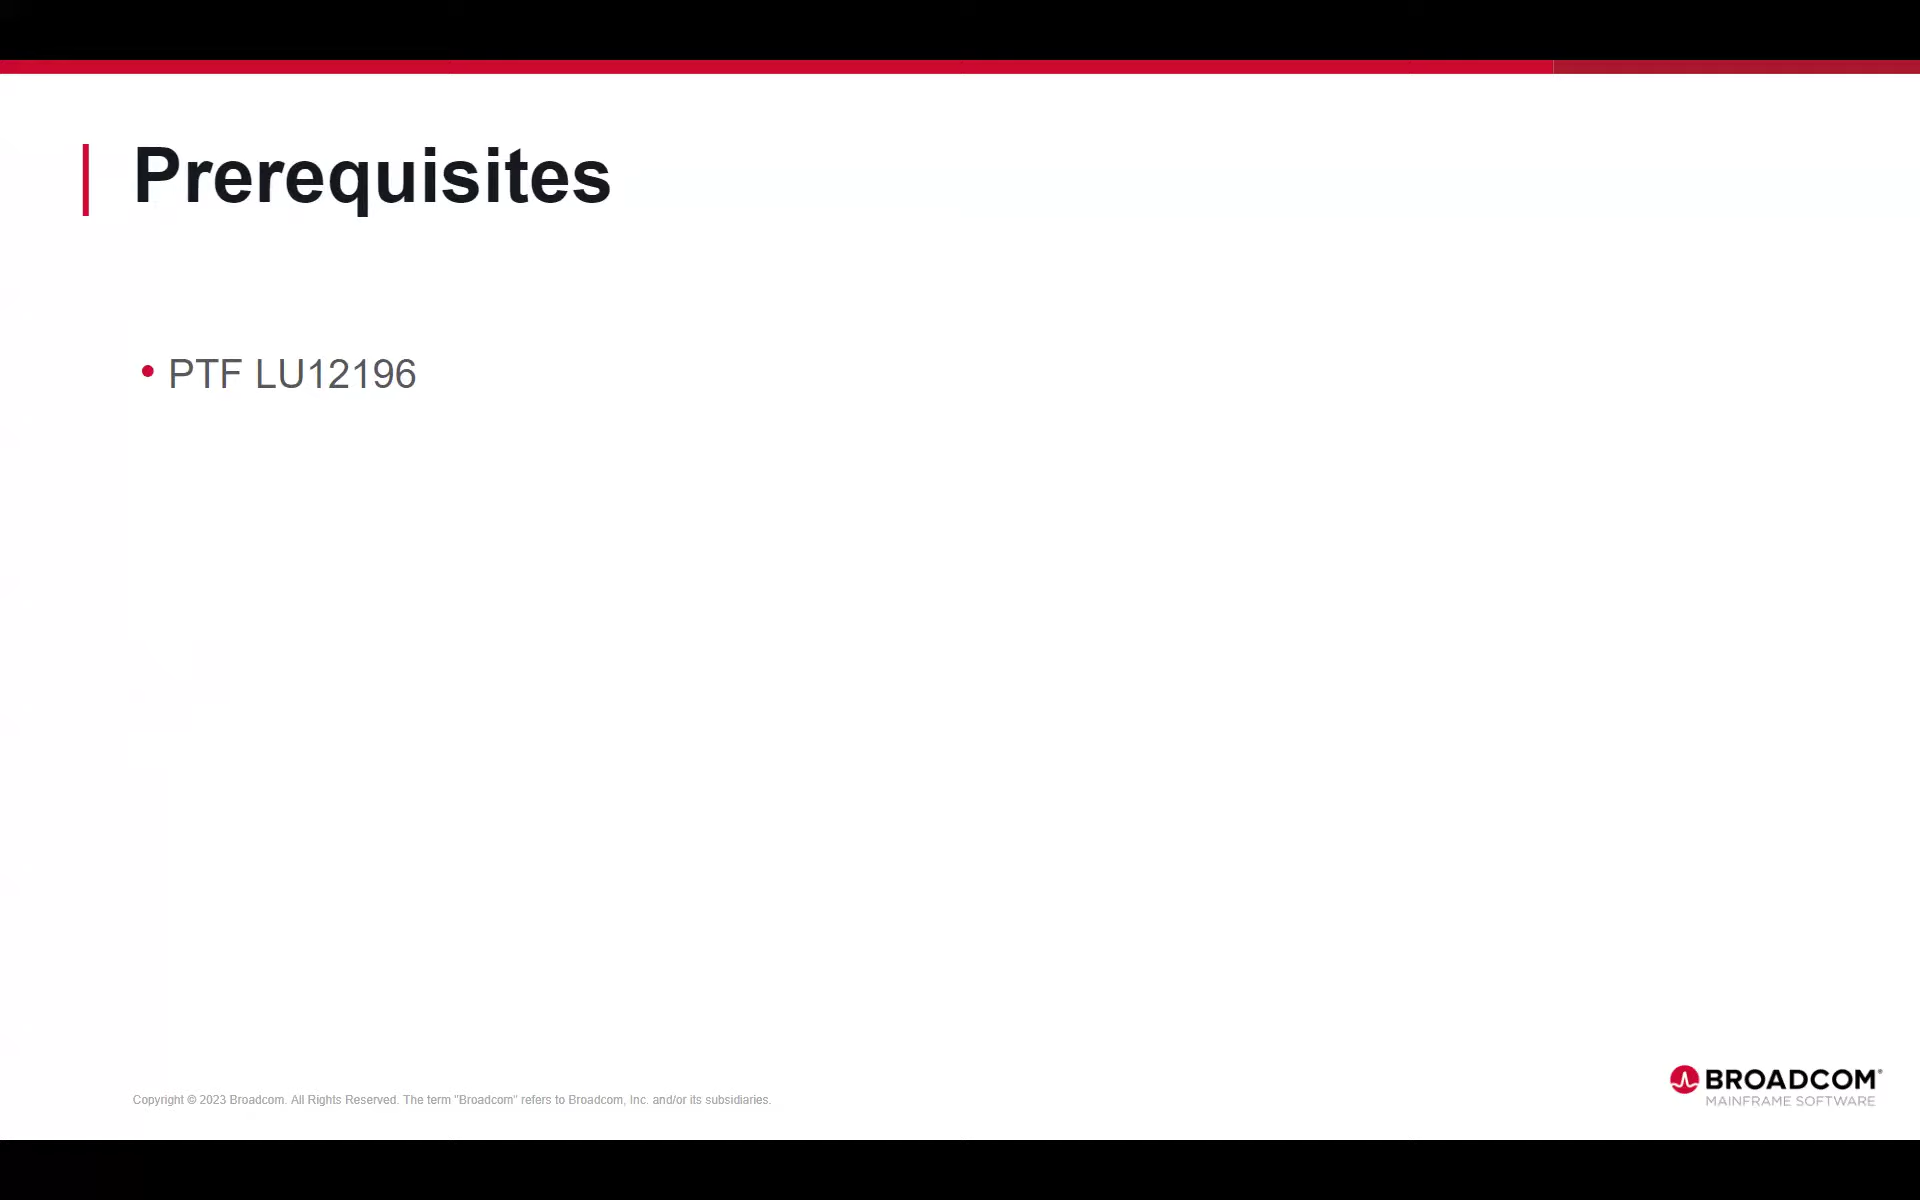 Prerequisites
• PTF LU12196
Copyright © 2023 Broadcom. All Rights Reserved. The term "Broadcom" refers to Broadcom, Inc. and/or its subsidiaries.
BROADCOM®
MAINFRAME SOFTWARE